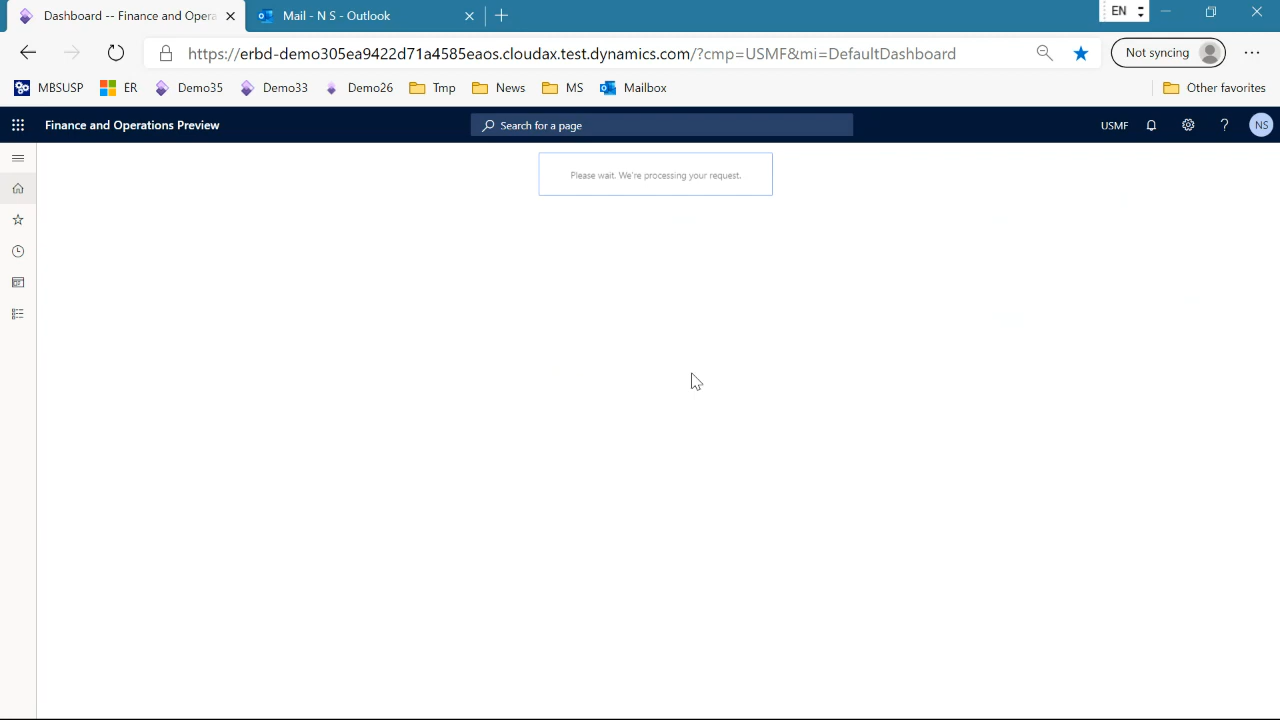 Dashboard -- Finance and Opera
Mail - N S - Outlook
EN
https://erbd-demo305ea9422d71a4585eaos.cloudax.test.dynamics.com/?cmp=USMF&mi=DefaultDashboard
Not syncing
MBSUSP
ER
Demo35
Demo33
Demo26
Tmp
News
MS
Mailbox
Other favorites
Finance and Operations Preview
Search for a page
USMF
?
NS
Please wait. We're processing your request.